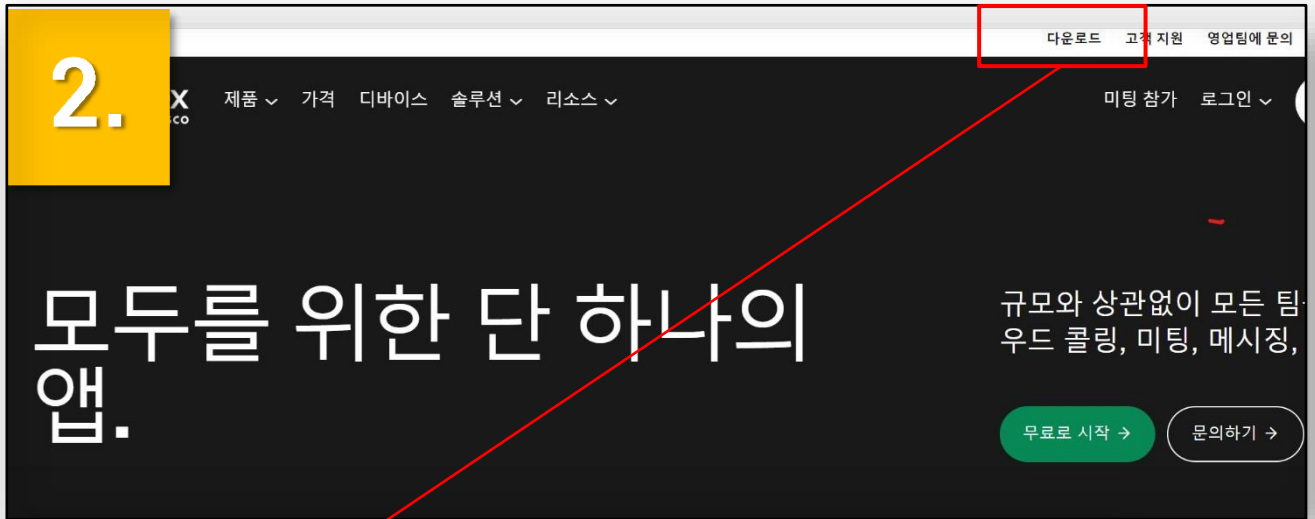 다운로드 고객 지원 영업팀에 문의
2.
제품 가격 디바이스 솔루션 리소스 미팅 참가 로그인
모두를 위한 단 하나의
앱.
규모와 상관없이 모든 팀
우드 콜링, 미팅, 메시징,
무료로 시작 → 문의하기 →